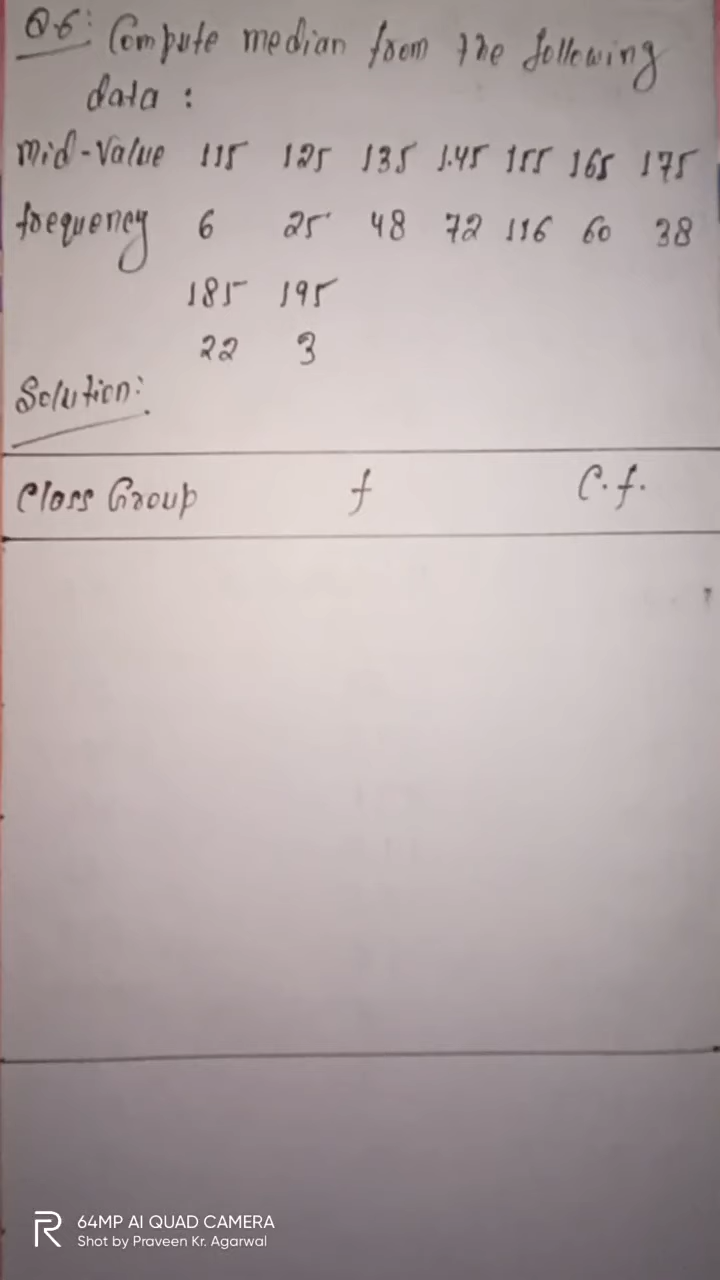 Q.6: Compute median from the following
data :
Mid-Value 115 125 135 145 155 165 175
frequency 6 25 48 72 116 60 38
185 195
22 3
Solution:
Class Group f C.f.
64MP AI QUAD CAMERA
Shot by Praveen Kr. Agarwal